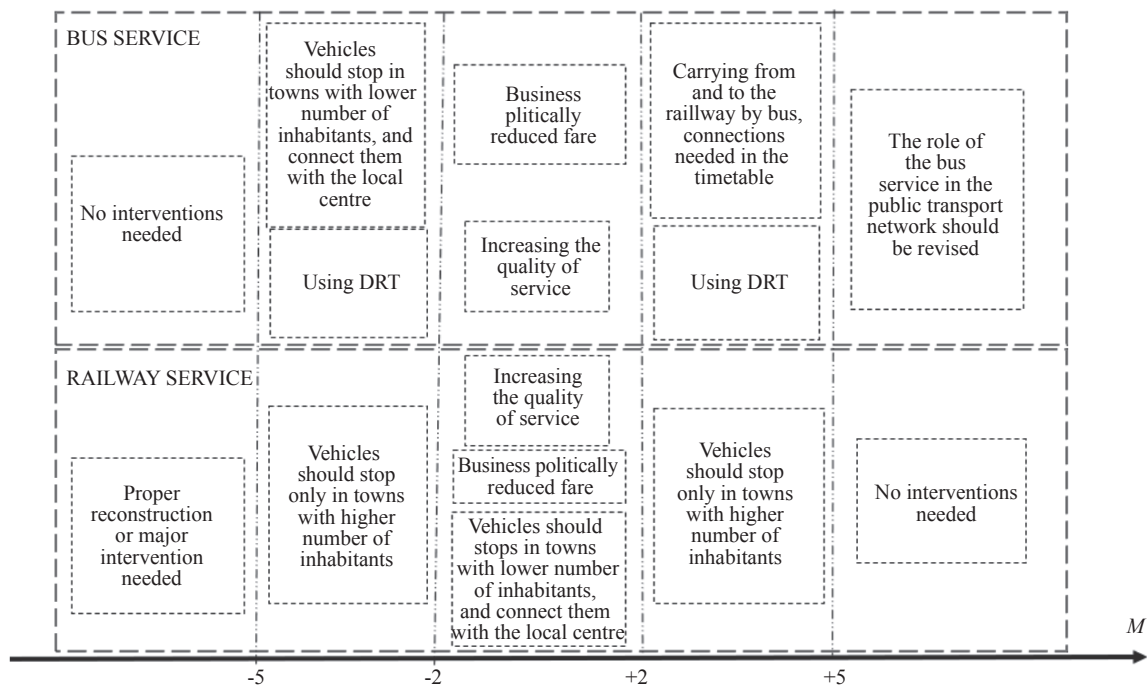 BUS SERVICE
No interventions
needed
Vehicles
should stop in
towns with lower
number of
inhabitants, and
connect them
with the local
centre
Using DRT
Business
plitically
reduced fare
Increasing the
quality of
service
Carrying from
and to the
raillway by bus,
connections
needed in the
timetable
Using DRT
The role of
the bus
service in the
public transport
network should
be revised
RAILWAY SERVICE
Proper
reconstruction
or major
intervention
needed
Vehicles
should stop
only in towns
with higher
number of
inhabitants
Increasing
the quality
of service
Business politically
reduced fare
Vehicles should
stops in towns
with lower number
of inhabitants,
and connect them
with the local centre
Vehicles
should stop
only in towns
with higher
number of
inhabitants
No interventions
needed
M
-5
-2
+2
+5